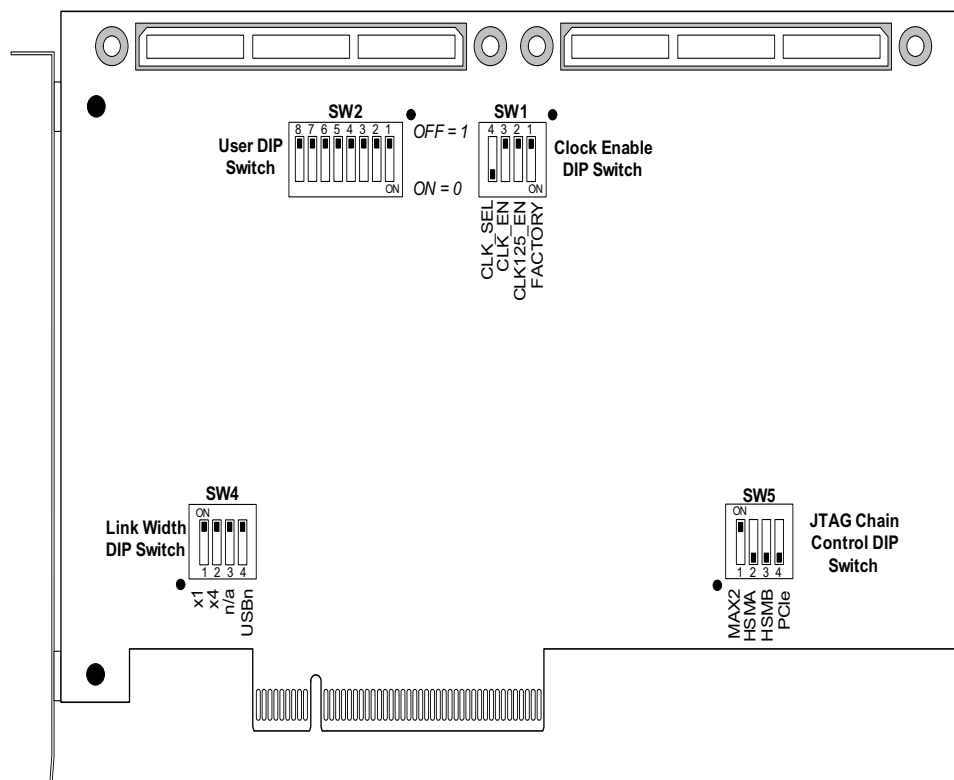 SW2
8 7 6 5 4 3 2 1
ON
User DIP
Switch
OFF = 1
ON = 0
SW1
4 3 2 1
ON
Clock Enable
DIP Switch
CLK_SEL
CLK_EN
CLK125_EN
FACTORY
SW4
ON
1 2 3 4
Link Width
DIP Switch
x1
x4
n/a
USBn
SW5
ON
1 2 3 4
JTAG Chain
Control DIP
Switch
MAX2
HSMA
HSMB
PCIe